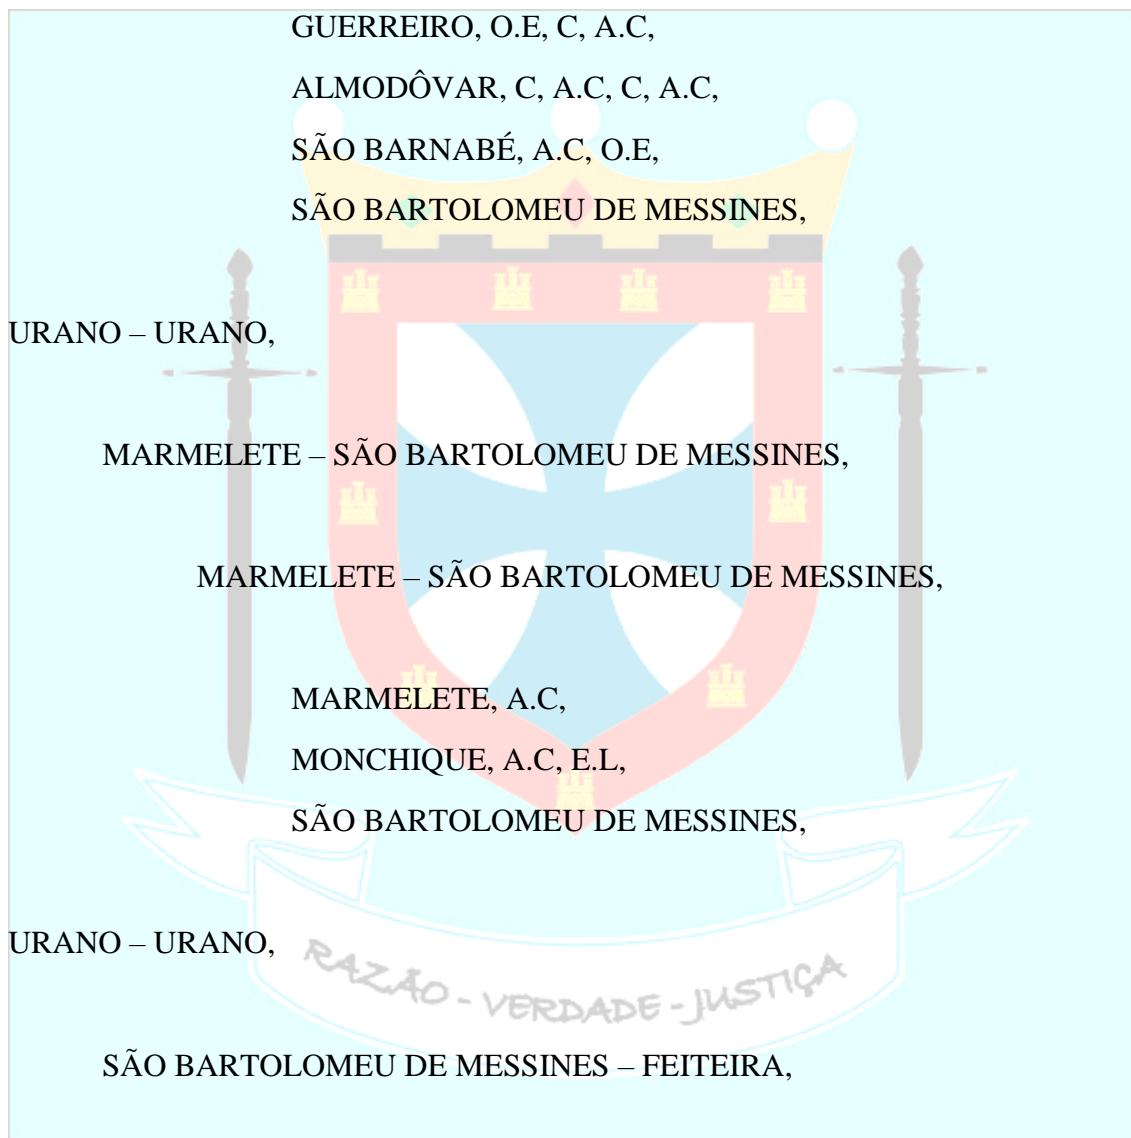 GUERREIRO, O.E, C, A.C,
ALMODÔVAR, C, A.C, C, A.C,
SÃO BARNABÉ, A.C, O.E,
SÃO BARTOLOMEU DE MESSINES,
URANO – URANO,
MARMELETE – SÃO BARTOLOMEU DE MESSINES,
MARMELETE – SÃO BARTOLOMEU DE MESSINES,
MARMELETE, A.C,
MONCHIQUE, A.C, E.L,
SÃO BARTOLOMEU DE MESSINES,
URANO – URANO,
RAZÃO - VERDADE - JUSTIÇA
SÃO BARTOLOMEU DE MESSINES – FEITEIRA,